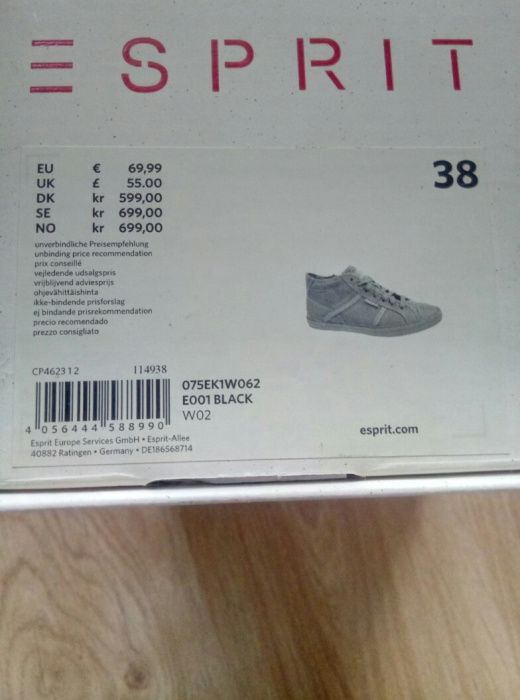 ESPRIT
EU € 69,99
UK £ 55.00
DK kr 599,00
SE kr 699,00
NO kr 699,00
38
unverbindliche Preisempfehlung
unbinding price recommendation
prix conseillé
vejledende udsalgspris
vrijblijvend adviesprijs
ohjevähittäishinta
ikke-bindende prisforslag
ej bindande prisrekommendation
precio recomendado
prezzo consigliato
CP462312 114938
075EK1W062
E001 BLACK
W02
4 056444 588990
esprit.com
Esprit Europe Services GmbH • Esprit-Allee
40882 Ratingen • Germany • DE186568714